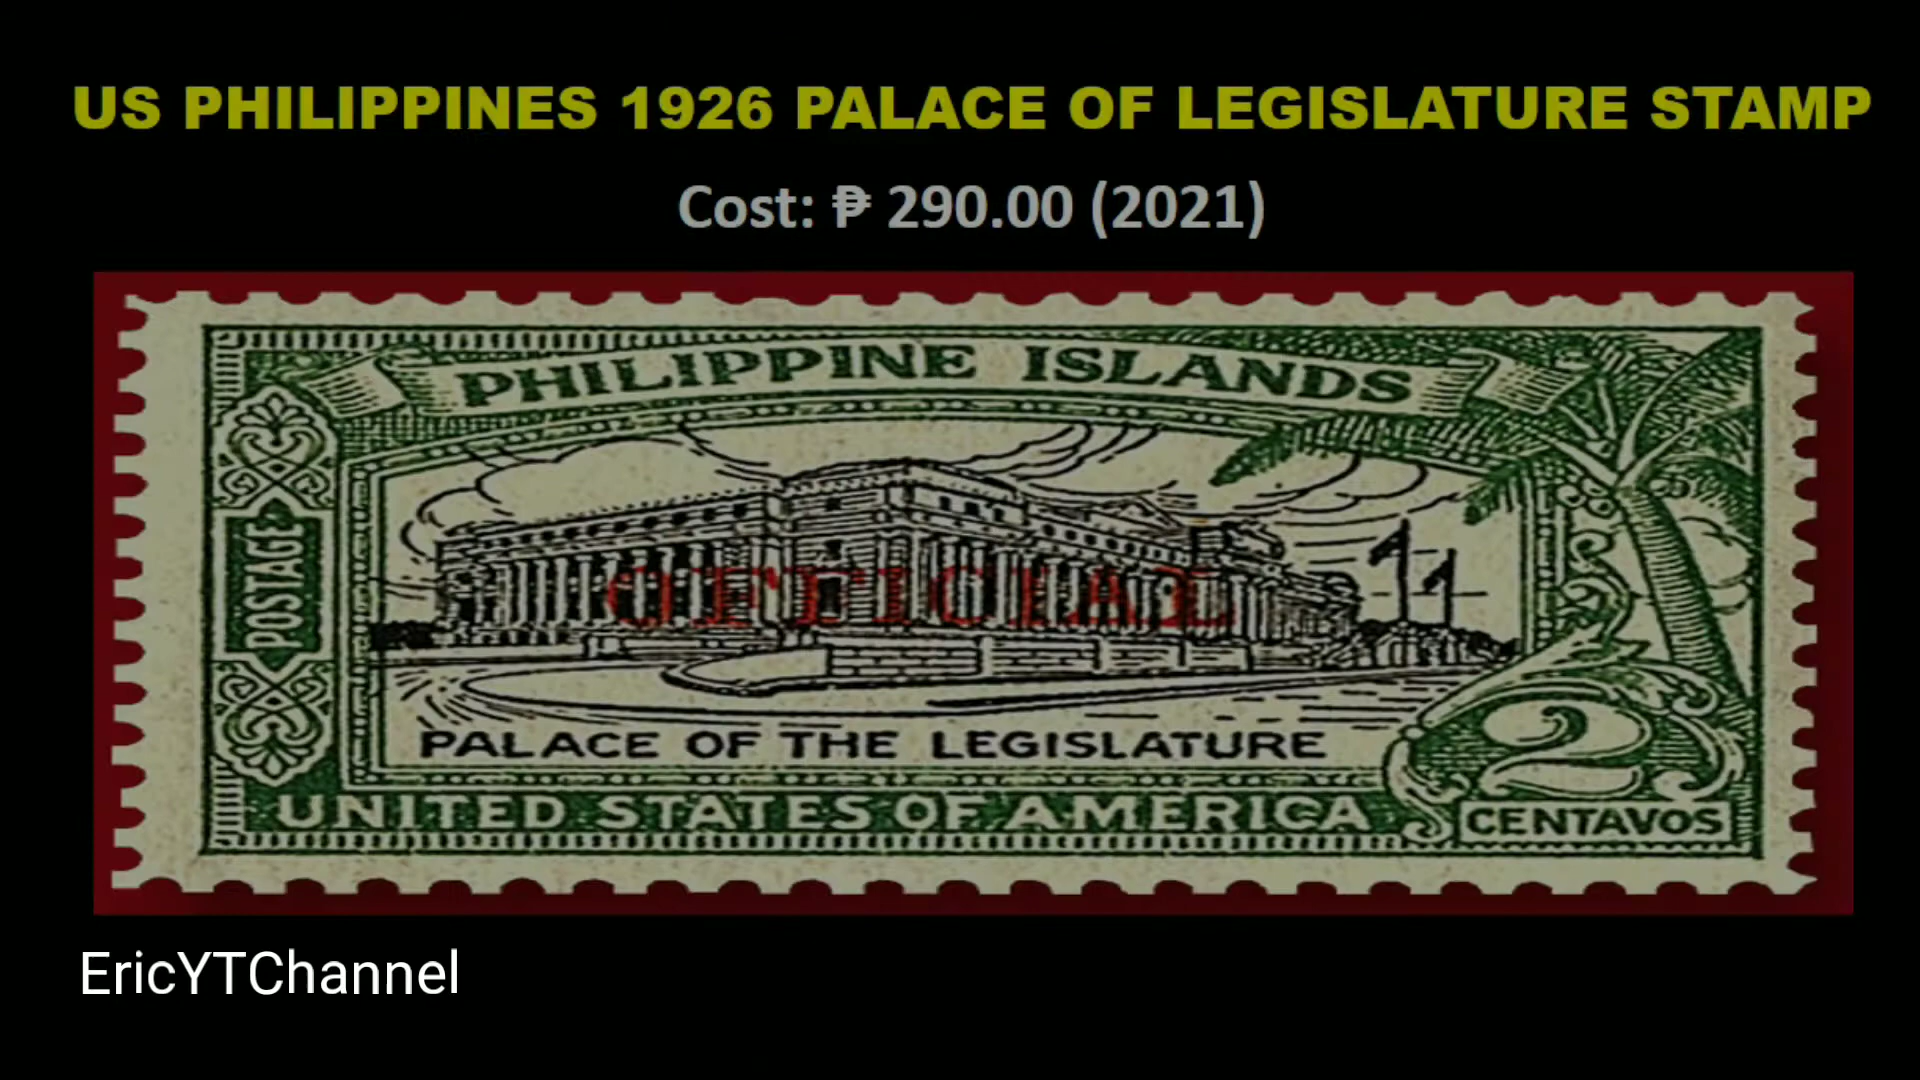 US PHILIPPINES 1926 PALACE OF LEGISLATURE STAMP
Cost: ₱ 290.00 (2021)
PHILIPPINE ISLANDS
POSTAGE
OFFICIAL
PALACE OF THE LEGISLATURE
2
UNITED STATES OF AMERICA
CENTAVOS
EricYTChannel